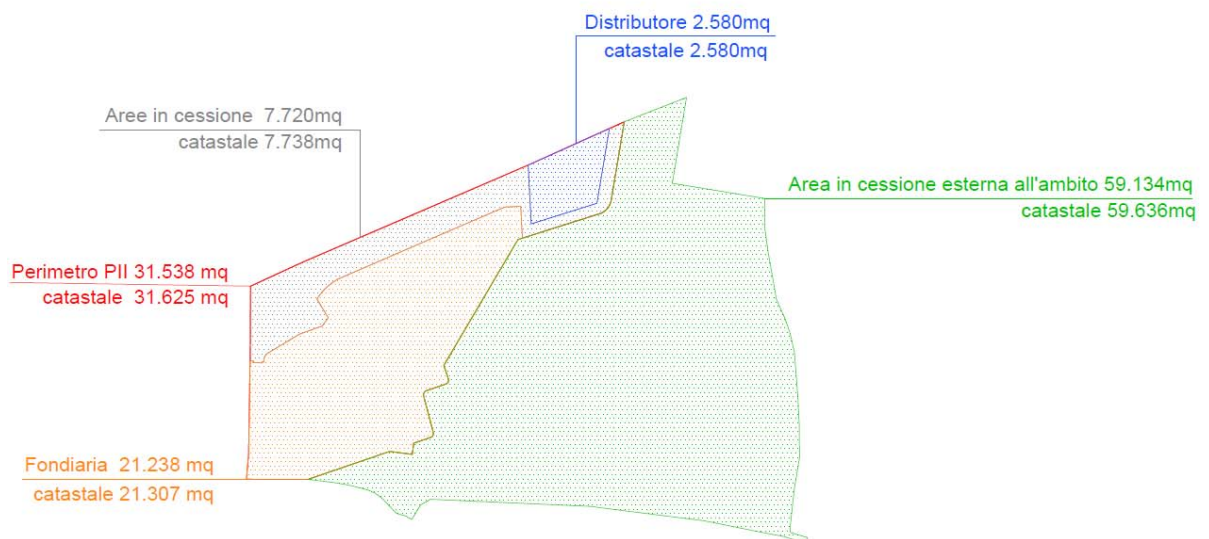 Distributore 2.580mq
catastale 2.580mq
Aree in cessione 7.720mq
catastale 7.738mq
Area in cessione esterna all'ambito 59.134mq
catastale 59.636mq
Perimetro PII 31.538 mq
catastale 31.625 mq
Fondiaria 21.238 mq
catastale 21.307 mq